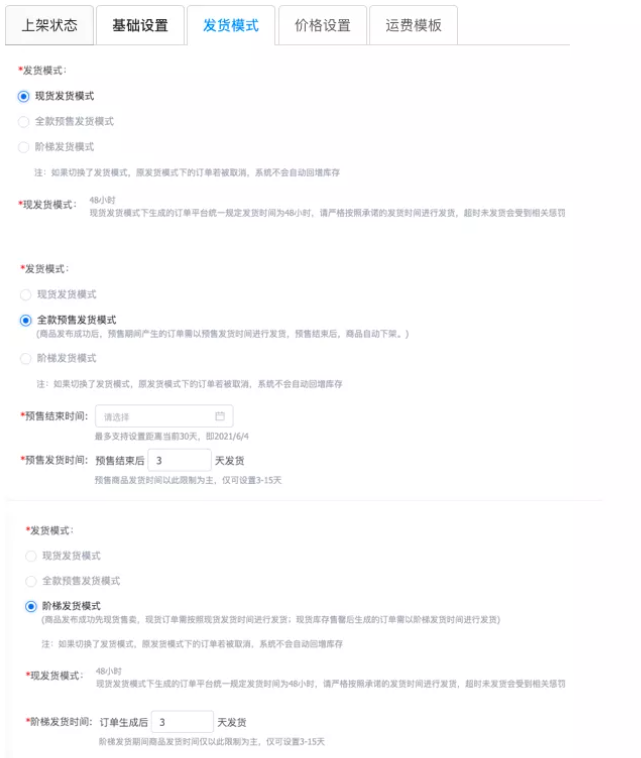 上架状态 基础设置 发货模式 价格设置 运费模板
*发货模式：
现货发货模式
全款预售发货模式
阶梯发货模式
注：如果切换了发货模式，原发货模式下的订单若被取消，系统不会自动回增库存
*现发货模式： 48小时
现货发货模式下生成的订单平台统一规定发货时间为48小时，请严格按照承诺的发货时间进行发货，超时未发货会受到相关惩罚
*发货模式：
现货发货模式
全款预售发货模式
(商品发布成功后，预售期间产生的订单需以预售发货时间进行发货，预售结束后，商品自动下架。)
阶梯发货模式
注：如果切换了发货模式，原发货模式下的订单若被取消，系统不会自动回增库存
*预售结束时间： 请选择
最多支持设置距离当前30天，即2021/6/4
*预售发货时间： 预售结束后 3 天发货
预售商品发货时间以此限制为主，仅可设置3-15天
*发货模式：
现货发货模式
全款预售发货模式
阶梯发货模式
(商品发布成功先现货售卖，现货订单需按照现货发货时间进行发货；现货库存售罄后生成的订单需以阶梯发货时间进行发货)
注：如果切换了发货模式，原发货模式下的订单若被取消，系统不会自动回增库存
*现发货模式： 48小时
现货发货模式下生成的订单平台统一规定发货时间为48小时，请严格按照承诺的发货时间进行发货，超时未发货会受到相关惩罚
*阶梯发货时间： 订单生成后 3 天发货
阶梯发货期间商品发货时间仅以此限制为主，仅可设置3-15天